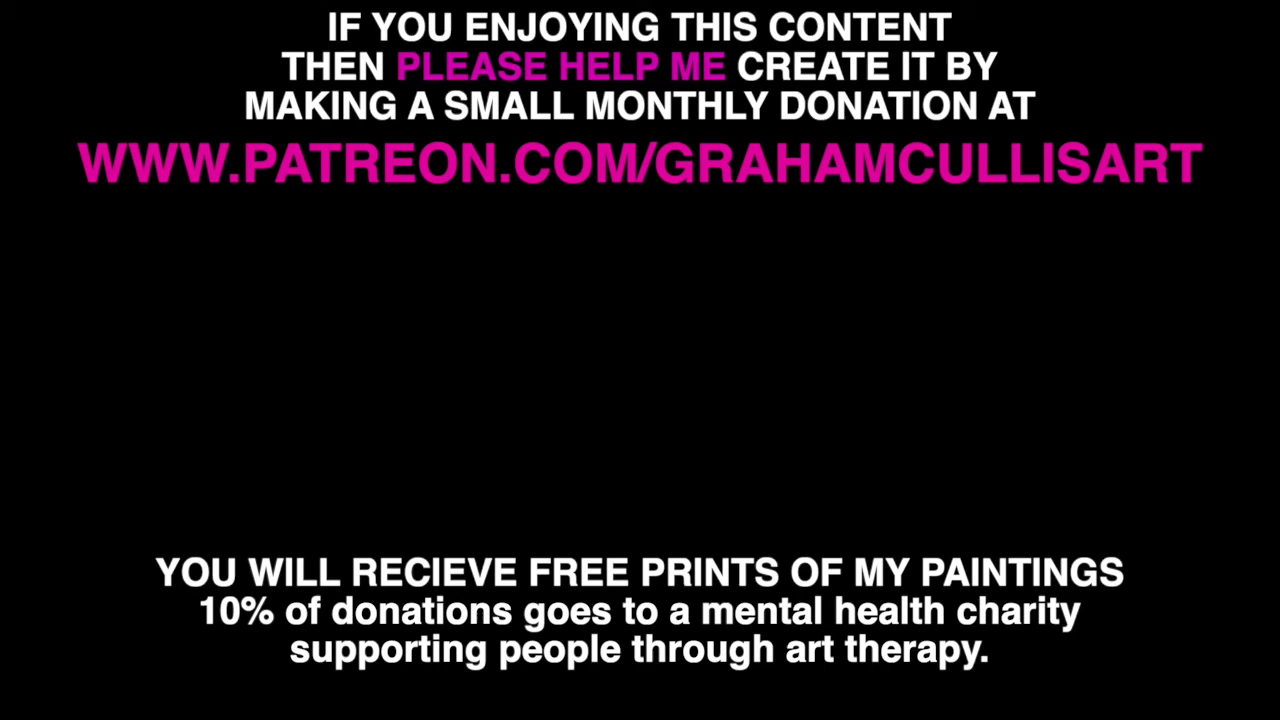 IF YOU ENJOYING THIS CONTENT
THEN PLEASE HELP ME CREATE IT BY
MAKING A SMALL MONTHLY DONATION AT
WWW.PATREON.COM/GRAHAMCULLISART
YOU WILL RECIEVE FREE PRINTS OF MY PAINTINGS
10% of donations goes to a mental health charity
supporting people through art therapy.